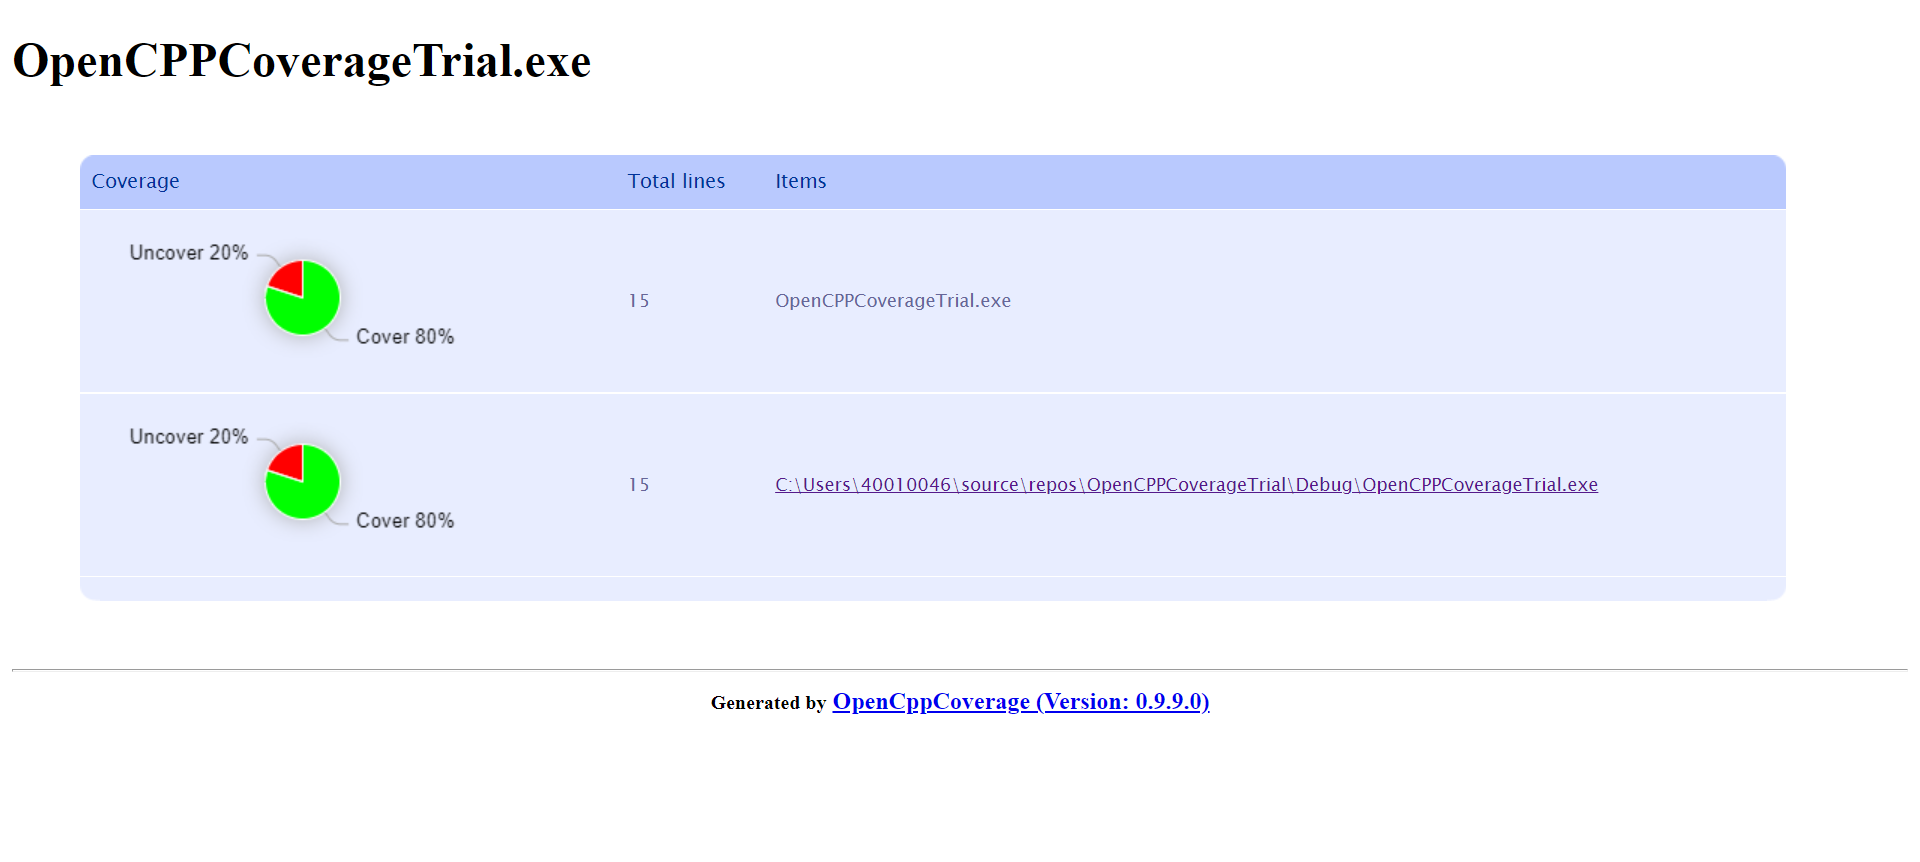 OpenCPPCoverageTrial.exe
Coverage Total lines Items
Uncover 20%
Cover 80%
15
OpenCPPCoverageTrial.exe
Uncover 20%
Cover 80%
15
C:\Users\40010046\source\repos\OpenCPPCoverageTrial\Debug\OpenCPPCoverageTrial.exe
Generated by OpenCppCoverage (Version: 0.9.9.0)